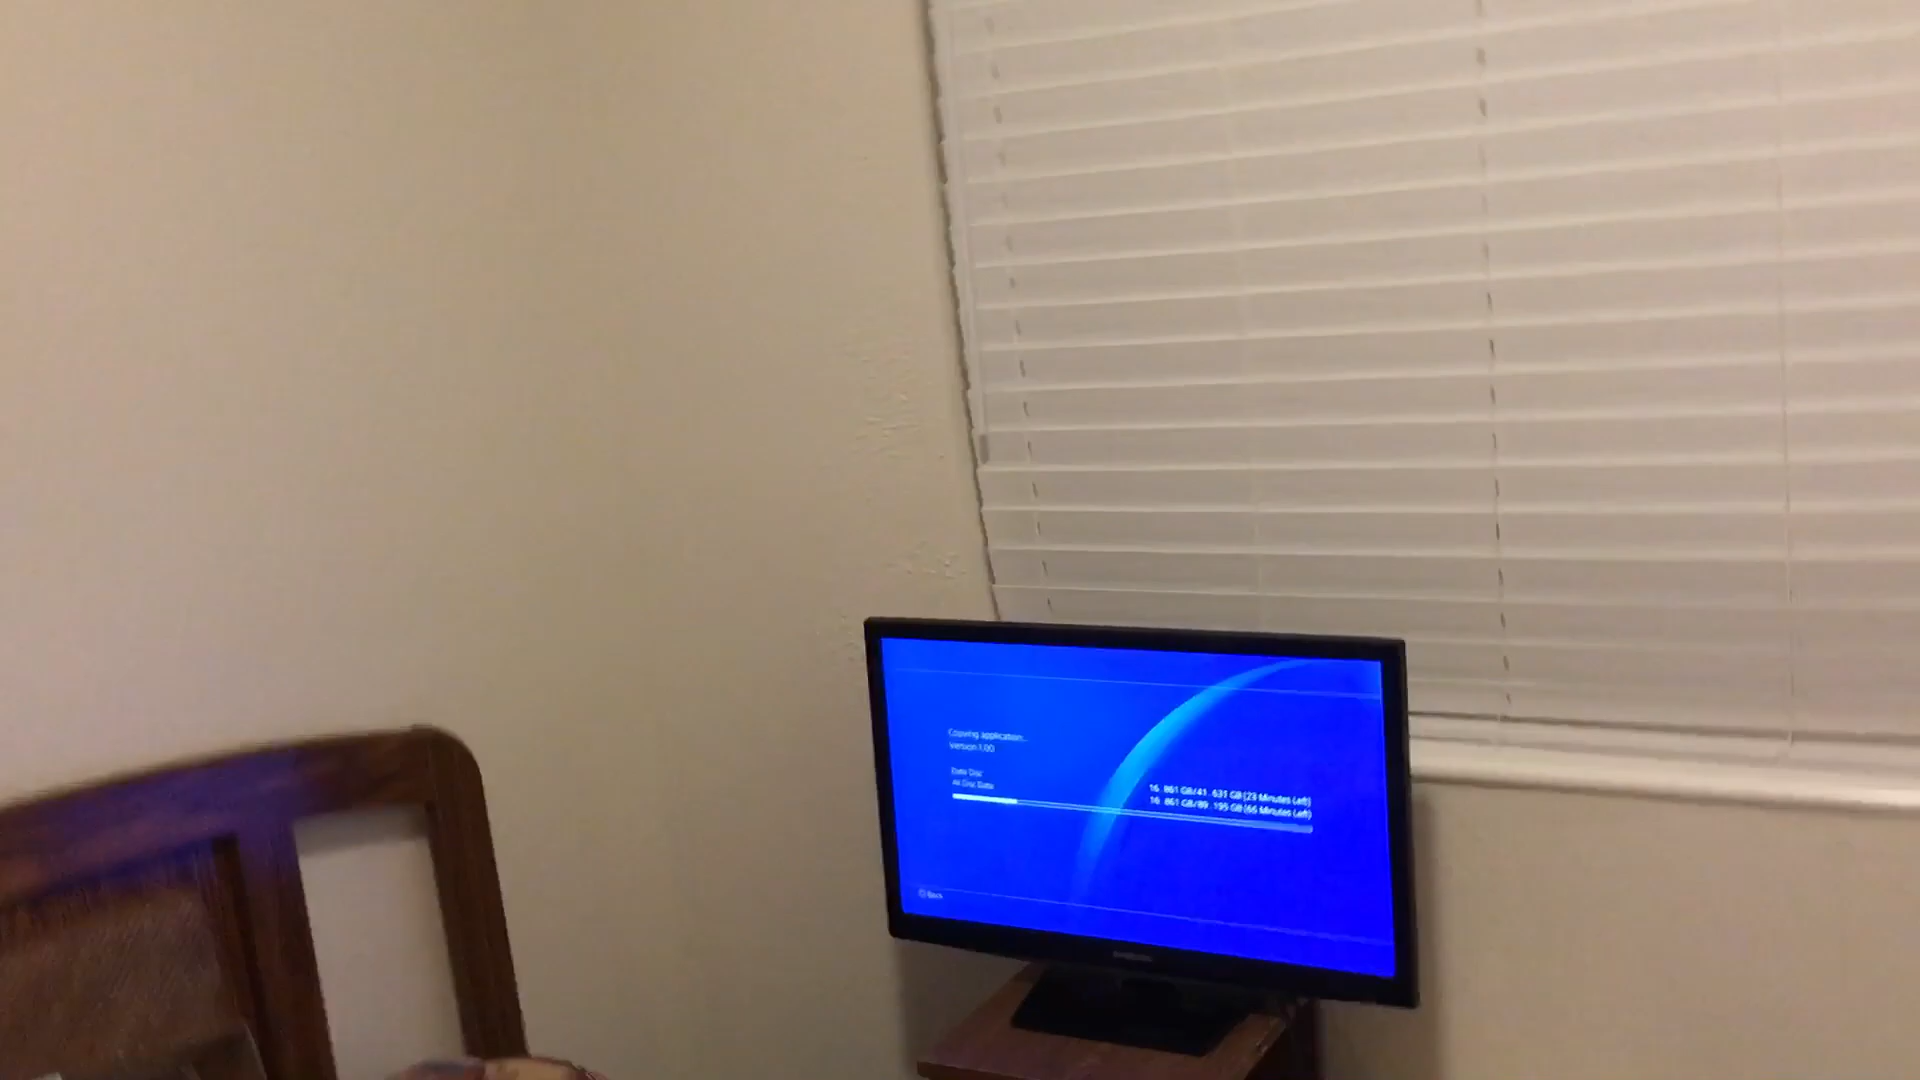 Copying application...
Version 1.00
Data Disc
All Disc Data
16. 861 GB/41. 631 GB (23 Minutes Left)
16. 861 GB/89. 195 GB (66 Minutes Left)
Back